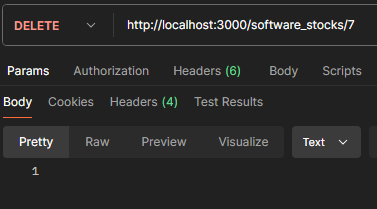 DELETE http://localhost:3000/software_stocks/7
Params Authorization Headers (6) Body Scripts
Body Cookies Headers (4) Test Results
Pretty Raw Preview Visualize Text
1